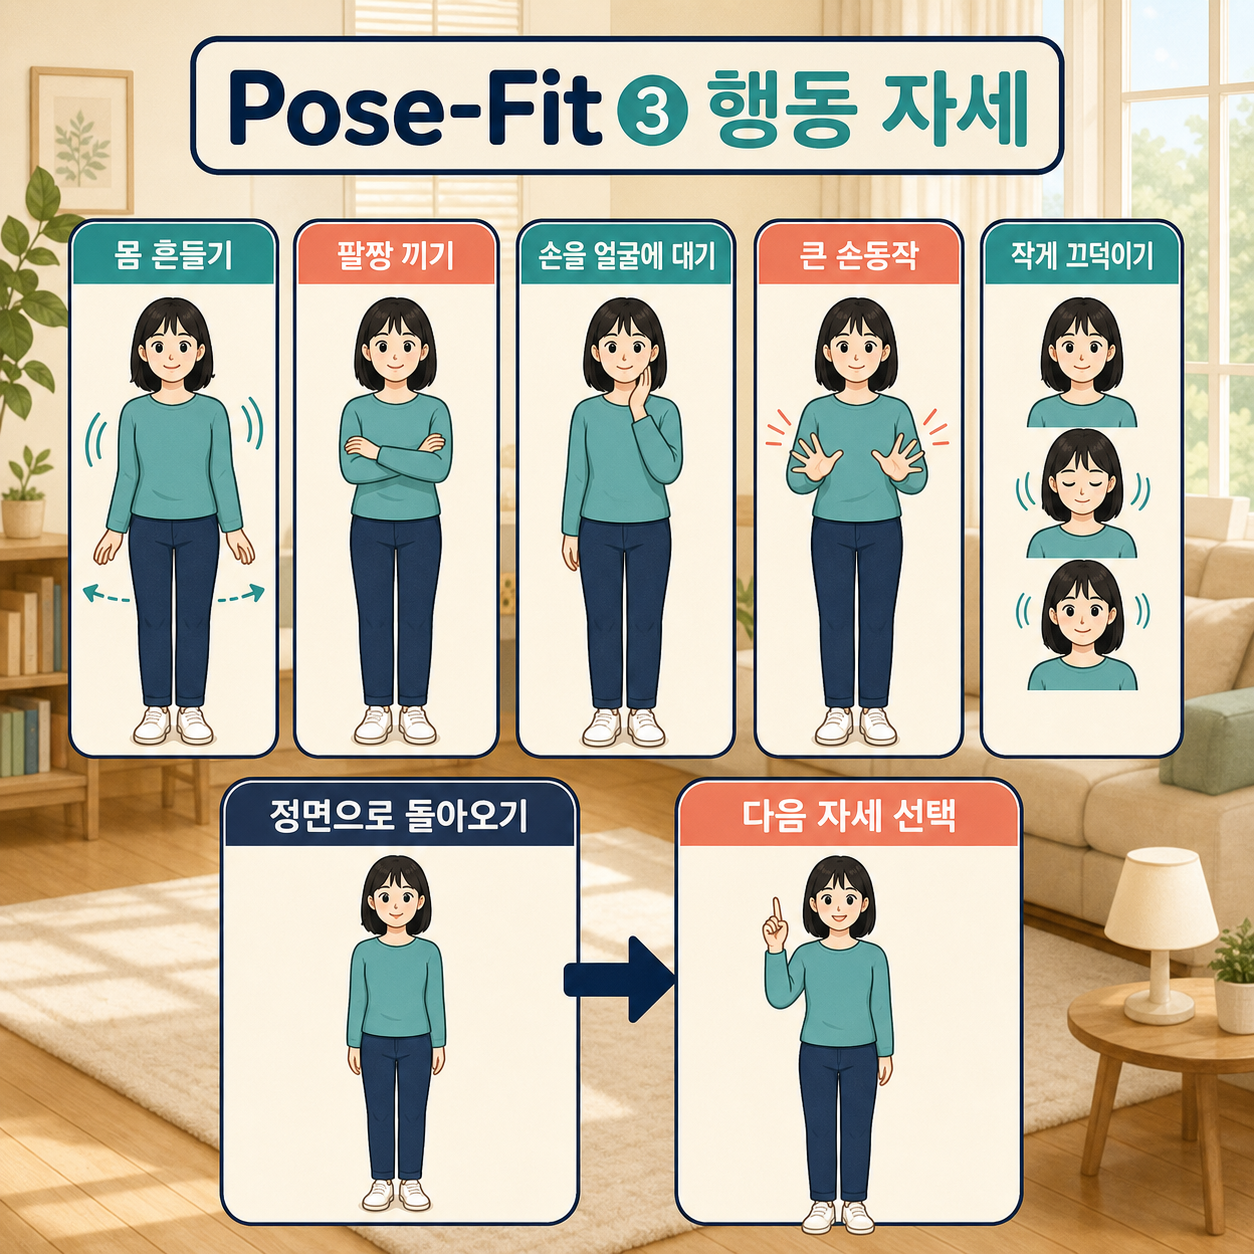 Pose-Fit 3 행동 자세
몸 흔들기
팔짱 끼기
손을 얼굴에 대기
큰 손동작
작게 끄덕이기
정면으로 돌아오기
다음 자세 선택